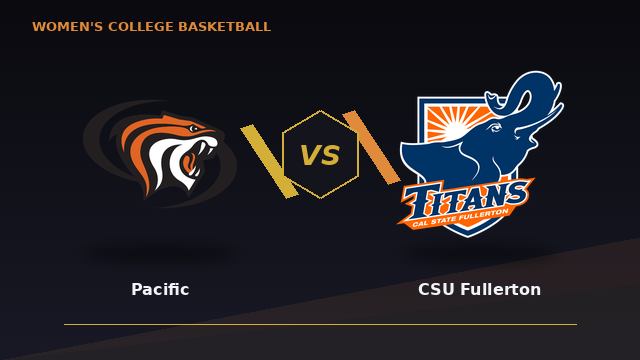 WOMEN'S COLLEGE BASKETBALL
VS
TITANS
CAL STATE FULLERTON
Pacific
CSU Fullerton